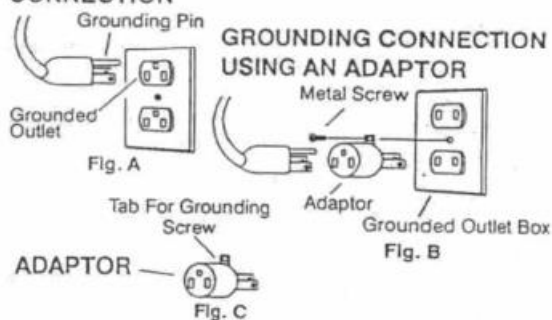 Grounding Pin
Grounded
Outlet
Fig. A
GROUNDING CONNECTION
USING AN ADAPTOR
Metal Screw
Adaptor
Grounded Outlet Box
Fig. B
Tab For Grounding
Screw
ADAPTOR
Fig. C